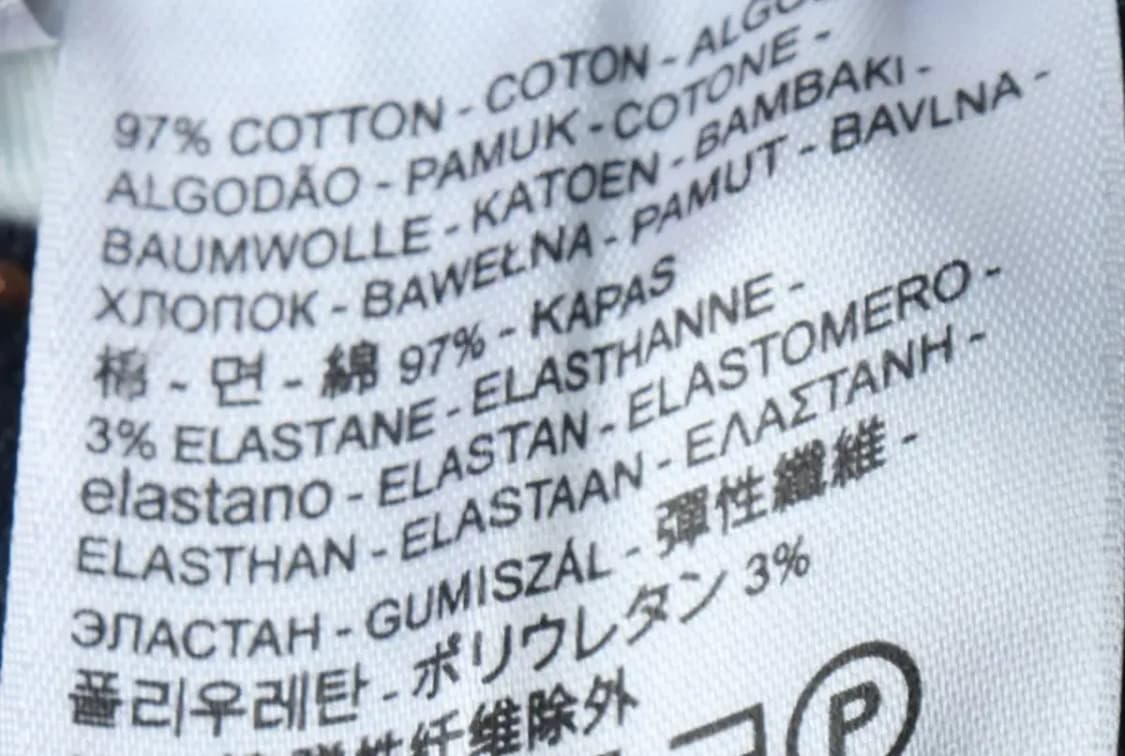 97% COTTON - COTON -
ALGODÃO - PAMUK - COTONE -
BAUMWOLLE - KATOEN - BAMBAKI -
ХЛОПОК - BAWEŁNA - PAMUT - BAVLNA -
棉 - 면 - 綿 97% - KAPAS
3% ELASTANE - ELASTHANNE -
elastano - ELASTAN - ELASTOMERO -
ELASTHAN - ELASTAAN - ΕΛΑΣΤΑΝΗ -
ЭЛАСТАН - GUMISZÁL - 彈性纖維 -
폴리우레탄 - ポリウレタン 3%
弹性纤维除外
P